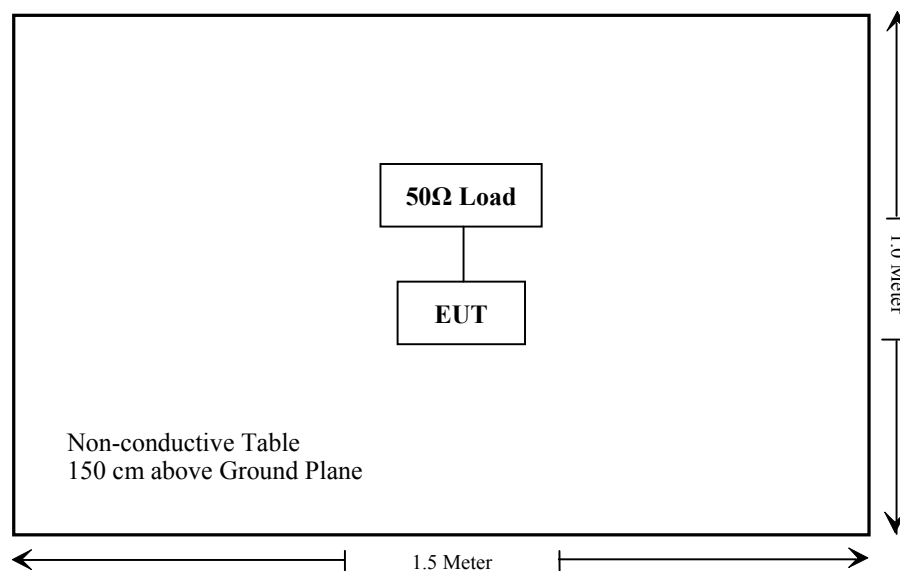 50Ω Load
EUT
1.0 Meter
Non-conductive Table
150 cm above Ground Plane
1.5 Meter